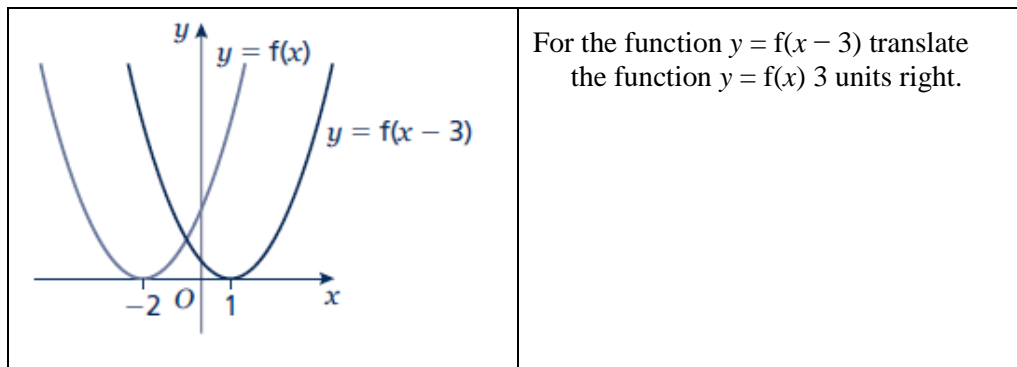 y
y = f(x)
y = f(x − 3)
−2 O 1 x
For the function y = f(x − 3) translate
the function y = f(x) 3 units right.